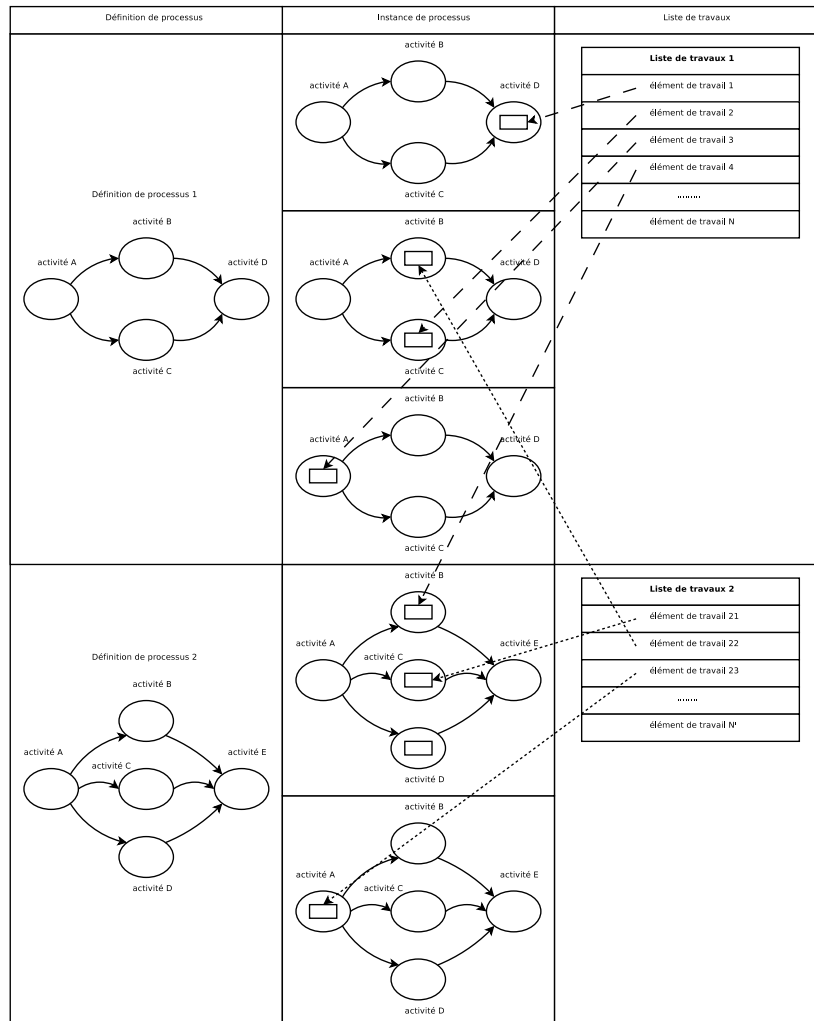 Définition de processus
Instance de processus
Liste de travaux
Définition de processus 1
activité B
activité A
activité D
activité C
activité B
activité A
activité D
activité C
activité B
activité A
activité D
activité C
activité B
activité A
activité D
activité C
Liste de travaux 1
élément de travail 1
élément de travail 2
élément de travail 3
élément de travail 4
.........
élément de travail N
Définition de processus 2
activité B
activité A
activité C
activité E
activité D
activité B
activité A
activité C
activité E
activité D
activité B
activité A
activité C
activité E
activité D
Liste de travaux 2
élément de travail 21
élément de travail 22
élément de travail 23
........
élément de travail N'